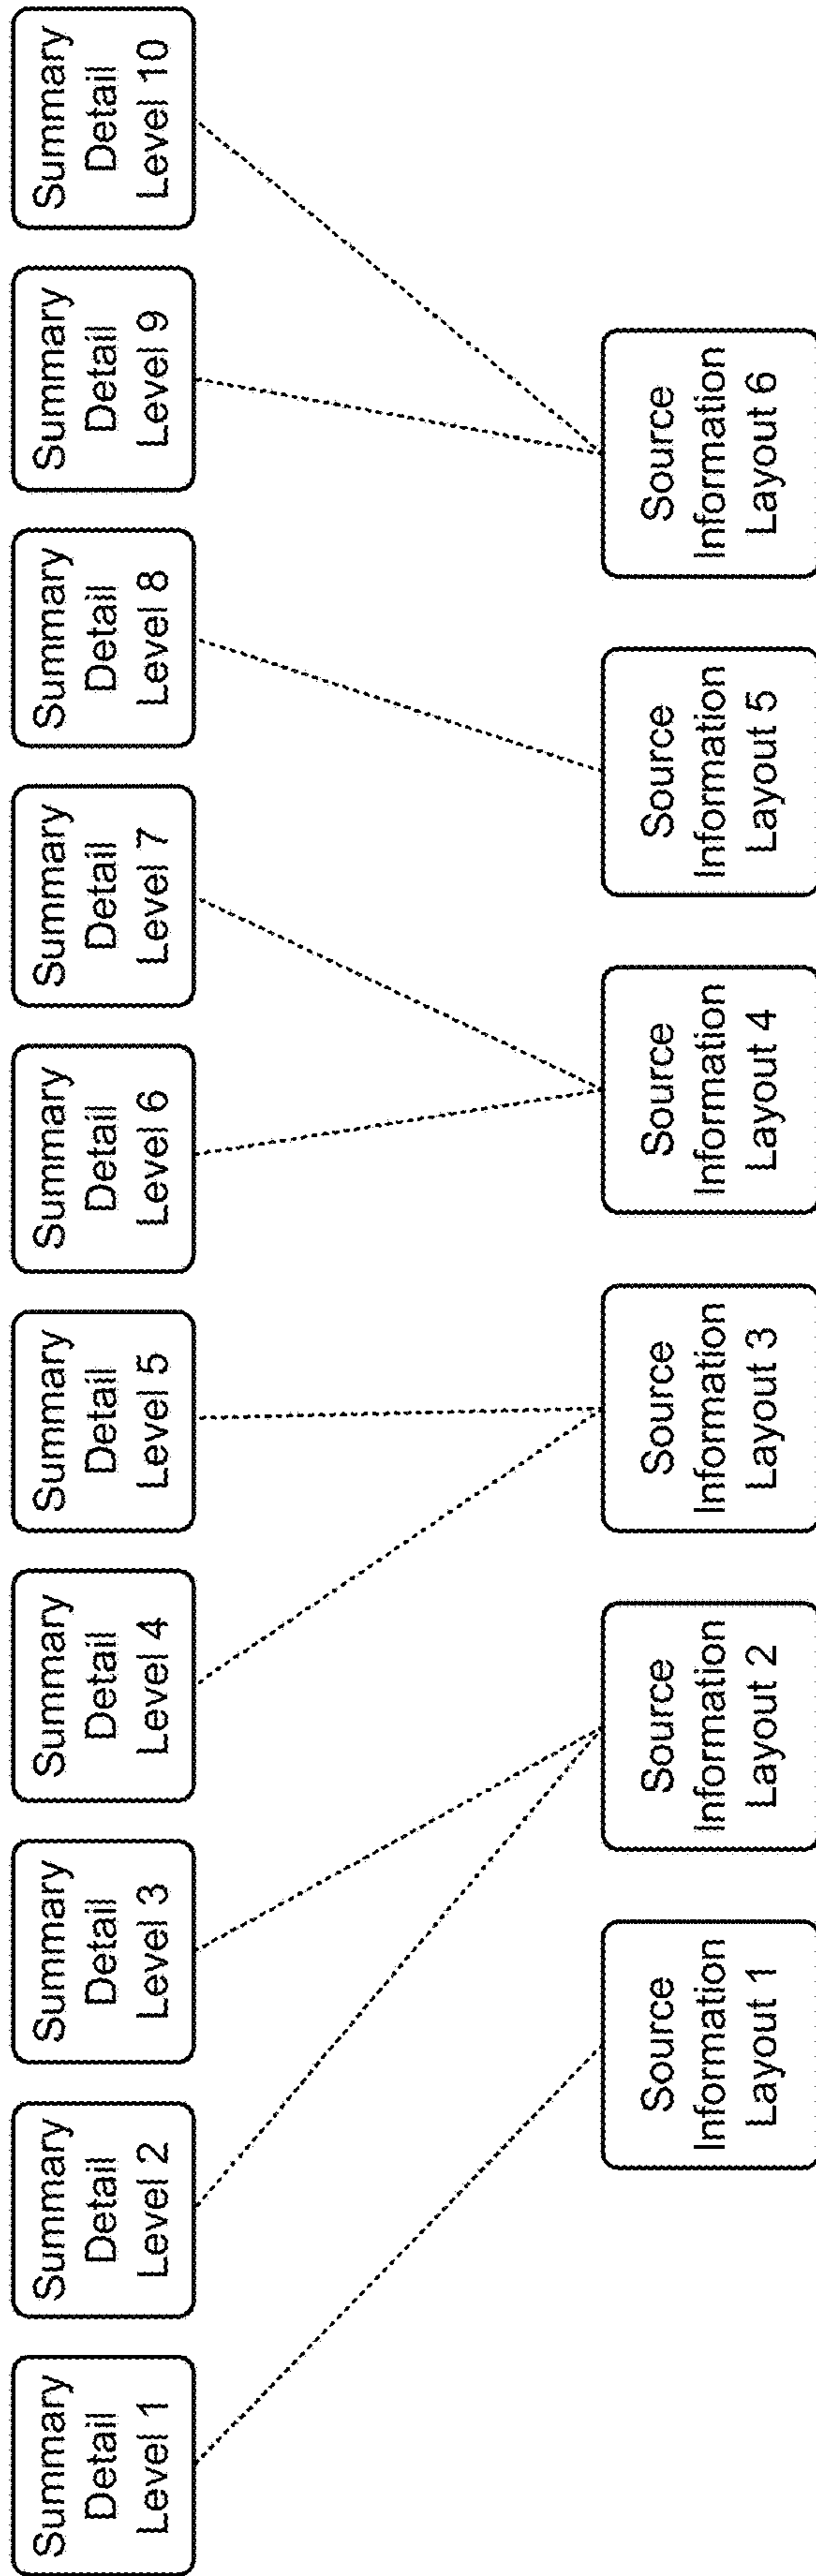 Summary
Detail
Level 1
Summary
Detail
Level 2
Summary
Detail
Level 3
Summary
Detail
Level 4
Summary
Detail
Level 5
Summary
Detail
Level 6
Summary
Detail
Level 7
Summary
Detail
Level 8
Summary
Detail
Level 9
Summary
Detail
Level 10
Source
Information
Layout 1
Source
Information
Layout 2
Source
Information
Layout 3
Source
Information
Layout 4
Source
Information
Layout 5
Source
Information
Layout 6